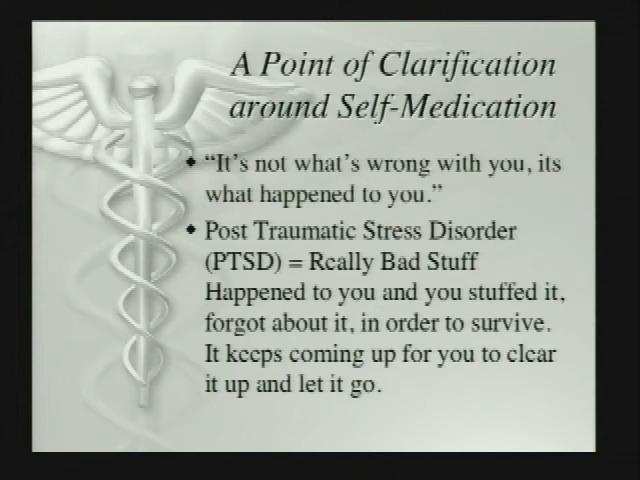 A Point of Clarification
around Self-Medication
• “It’s not what’s wrong with you, its
what happened to you.”
• Post Traumatic Stress Disorder
(PTSD) = Really Bad Stuff
Happened to you and you stuffed it,
forgot about it, in order to survive.
It keeps coming up for you to clear
it up and let it go.